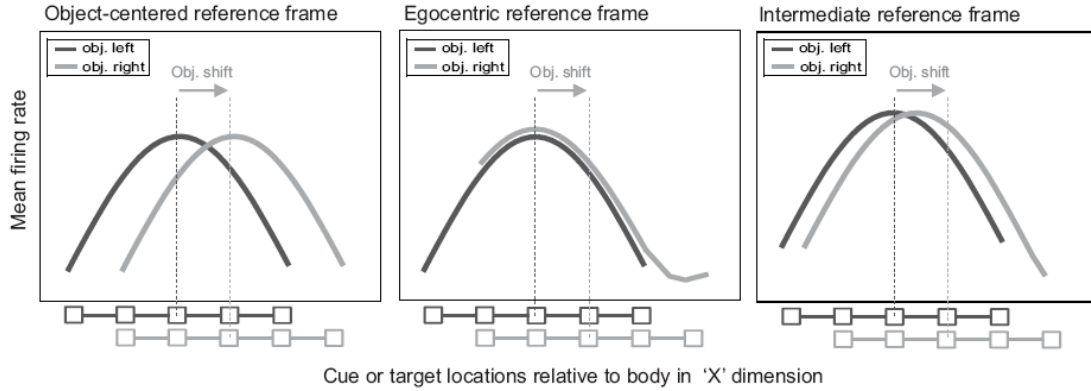 Object-centered reference frame
Egocentric reference frame
Intermediate reference frame
obj. left
obj. right
Obj. shift
obj. left
obj. right
Obj. shift
obj. left
obj. right
Obj. shift
Mean firing rate
Cue or target locations relative to body in ‘X’ dimension